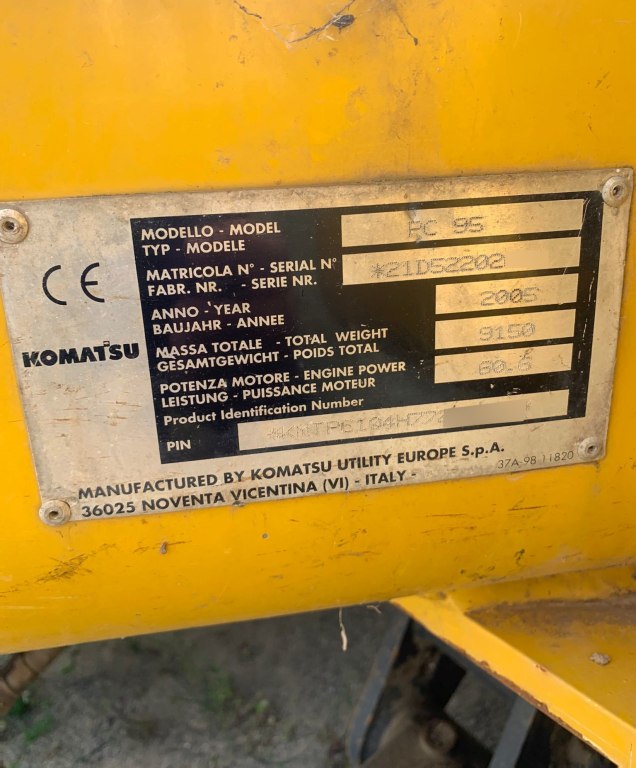 CE
KOMATSU
MODELLO - MODEL
TYP - MODELE
PC 95
MATRICOLA N° - SERIAL N°
FABR. NR. - SERIE NR.
*21D52202
ANNO - YEAR
BAUJAHR - ANNEE
2005
MASSA TOTALE - TOTAL WEIGHT
GESAMTGEWICHT - POIDS TOTAL
9150
POTENZA MOTORE - ENGINE POWER
LEISTUNG - PUISSANCE MOTEUR
60.6
Product Identification Number
PIN
MANUFACTURED BY KOMATSU UTILITY EUROPE S.p.A.
36025 NOVENTA VICENTINA (VI) - ITALY -
37A-98-11820